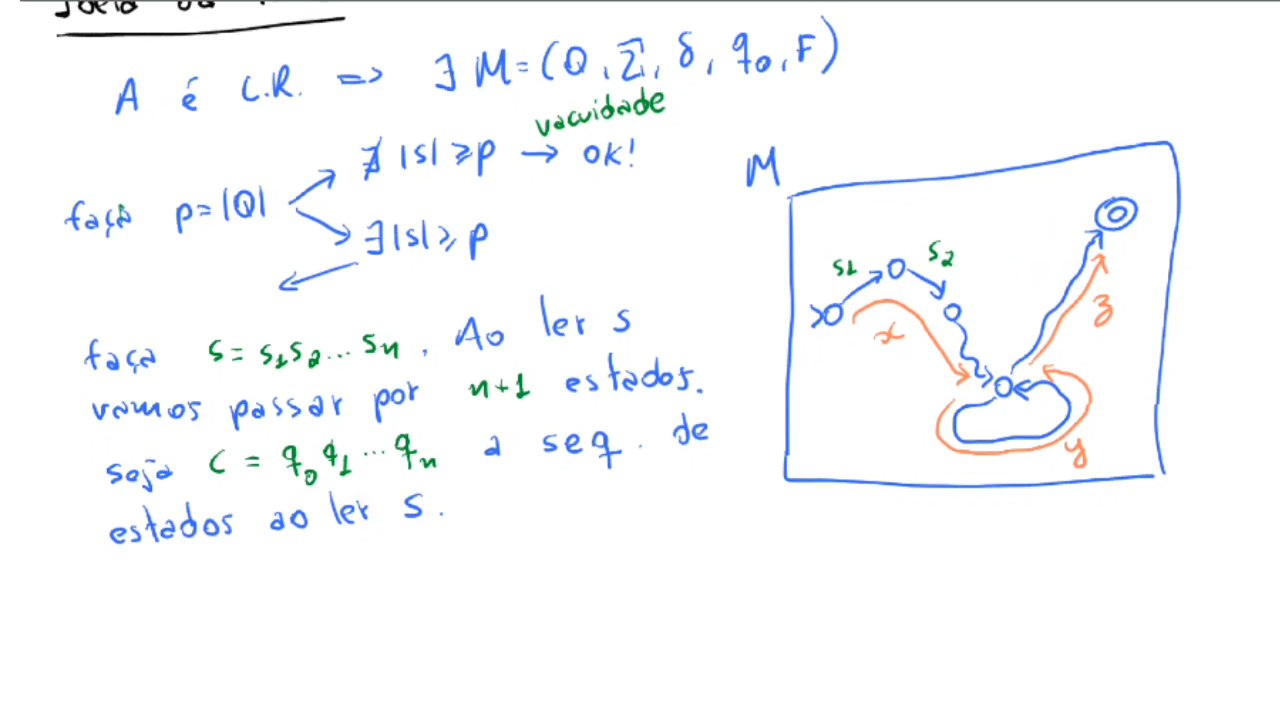 A é L.R. => ∃ M=(Q, Σ, δ, q₀, F)
vacuidade
∄ |s| ≥ p → OK!
faça p=|Q|
∃ |s| ≥ p
faça s = s₁s₂...sₙ. Ao ler s
vamos passar por n+1 estados.
seja C = q₀q₁...qₙ a seq. de
estados ao ler s.
M
s₁
s₂
x
z
y